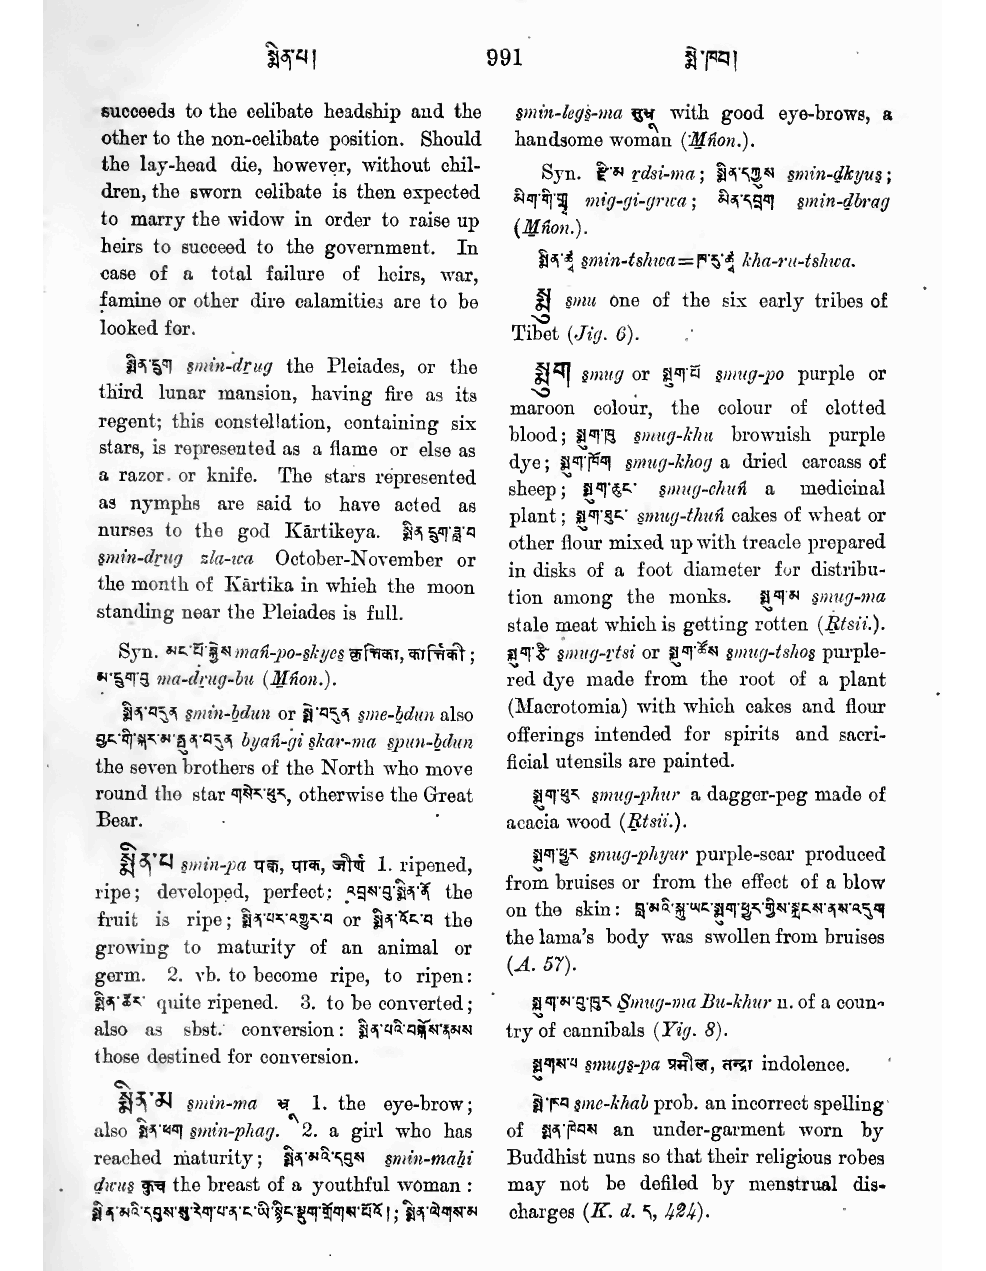 སྨིན་པ། 991 སྨེ་ཁབ།
succeeds to the celibate headship and the
other to the non-celibate position. Should
the lay-head die, however, without chil-
dren, the sworn celibate is then expected
to marry the widow in order to raise up
heirs to succeed to the government. In
case of a total failure of heirs, war,
famine or other dire calamities are to be
looked for.
སྨིན་དྲུག smin-drug the Pleiades, or the
third lunar mansion, having fire as its
regent; this constellation, containing six
stars, is represented as a flame or else as
a razor or knife. The stars represented
as nymphs are said to have acted as
nurses to the god Kārtikeya. སྨིན་དྲུག་ཟླ་བ
smin-drug zla-wa October-November or
the month of Kārtika in which the moon
standing near the Pleiades is full.
Syn. མང་པོ་སྐྱེས mañ-po-skyes कृत्तिका, कार्त्तिकी;
མ་དྲུག་བུ ma-drug-bu (Mñon.).
སྨིན་བདུན smin-bdun or སྨེ་བདུན sme-bdun also
བྱང་གི་སྐར་མ་སྤུན་བདུན byañ-gi skar-ma spun-bdun
the seven brothers of the North who move
round the star གསེར་ཕུར, otherwise the Great
Bear.
སྨིན་པ smin-pa पक्व, पाक, जीर्ण 1. ripened,
ripe; developed, perfect: འབྲས་བུ་སྨིན་ནོ the
fruit is ripe; སྨིན་པར་འགྱུར་བ or སྨིན་འོང་བ the
growing to maturity of an animal or
germ. 2. vb. to become ripe, to ripen:
སྨིན་ཚར་ quite ripened. 3. to be converted;
also as sbst. conversion: སྨིན་པའི་བསྐོས་རྣམས
those destined for conversion.
སྨིན་མ smin-ma भ्रू 1. the eye-brow;
also སྨིན་ཕག smin-phag. 2. a girl who has
reached maturity; སྨིན་མའི་དབུས smin-mahi
dwus कुच the breast of a youthful woman:
སྨིན་མའི་དབུས་སུ་རེག་པ་ན་ང་ཡི་སྙིང་སྡུག་གྲོགས་པོའོ།; སྨིན་ལེགས་མ
smin-legs-ma सुभ्रू with good eye-brows, a
handsome woman (Mñon.).
Syn. རྫི་མ rdsi-ma; སྨིན་དཀྱུས smin-dkyus;
མིག་གི་གྲྭ mig-gi-grwa; མིན་དབྲག smin-dbrag
(Mñon.).
སྨིན་ཚྭ smin-tshwa=ཁ་རུ་ཚྭ kha-ru-tshwa.
སྨུ smu one of the six early tribes of
Tibet (Jig. 6).
སྨུག smug or སྨུག་པོ smug-po purple or
maroon colour, the colour of clotted
blood; སྨུག་ཁུ smug-khu brownish purple
dye; སྨུག་ཁོག smug-khog a dried carcass of
sheep; སྨུག་ཆུང་ smug-chuñ a medicinal
plant; སྨུག་ཐུང་ smug-thuñ cakes of wheat or
other flour mixed up with treacle prepared
in disks of a foot diameter for distribu-
tion among the monks. སྨུག་མ smug-ma
stale meat which is getting rotten (Rtsii.).
སྨུག་རྩི smug-rtsi or སྨུག་ཚོས smug-tshos purple-
red dye made from the root of a plant
(Macrotomia) with which cakes and flour
offerings intended for spirits and sacri-
ficial utensils are painted.
སྨུག་ཕུར smug-phur a dagger-peg made of
acacia wood (Rtsii.).
སྨུག་ཕྱུར smug-phyur purple-scar produced
from bruises or from the effect of a blow
on the skin: བླ་མའི་སྐུ་ཡང་སྨུག་ཕྱུར་གྱིས་རྦངས་ནས་འདུག
the lama's body was swollen from bruises
(A. 57).
སྨུག་མ་བུ་ཁུར Smug-ma Bu-khur n. of a coun-
try of cannibals (Yig. 8).
སྨུགས་པ smugs-pa प्रमील, तन्द्रा indolence.
སྨེ་ཁབ sme-khab prob. an incorrect spelling
of སྨན་ཁེབས an under-garment worn by
Buddhist nuns so that their religious robes
may not be defiled by menstrual dis-
charges (K. d. ད, 424).